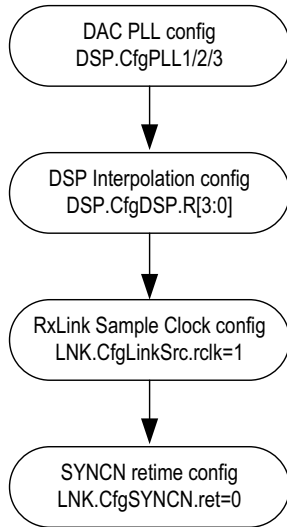 DAC PLL config
DSP.CfgPLL1/2/3
DSP Interpolation config
DSP.CfgDSP.R[3:0]
RxLink Sample Clock config
LNK.CfgLinkSrc.rclk=1
SYNCN retime config
LNK.CfgSYNCN.ret=0